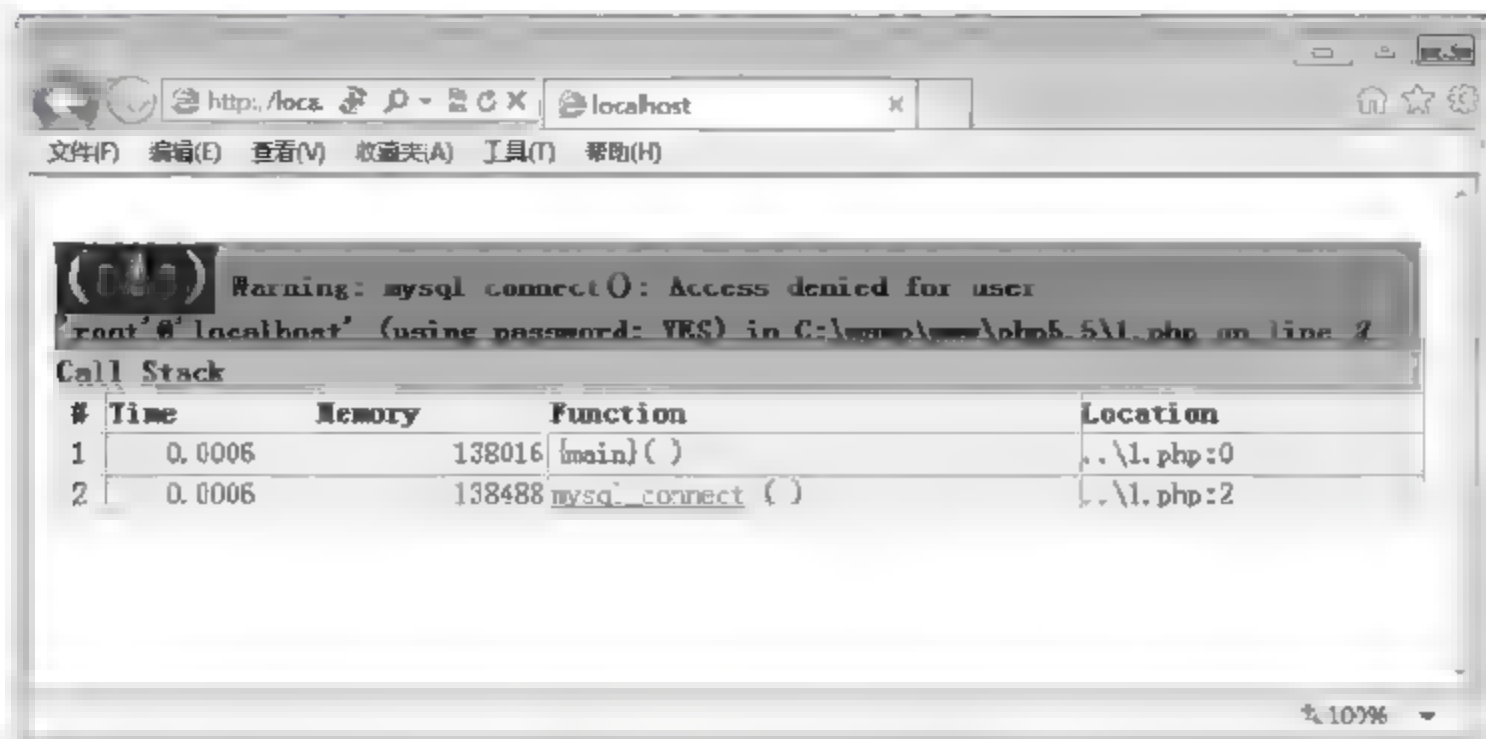 http://loca
localhost
文件(F) 编辑(E) 查看(V) 收藏夹(A) 工具(T) 帮助(H)
( ! ) Warning: mysql_connect(): Access denied for user
'root'@'localhost' (using password: YES) in C:\wamp\www\php5.5\1.php on line 2
Call Stack
# Time Memory Function Location
1 0.0006 138016 {main}( ) ..\1.php:0
2 0.0006 138488 mysql_connect ( ) ..\1.php:2
100%